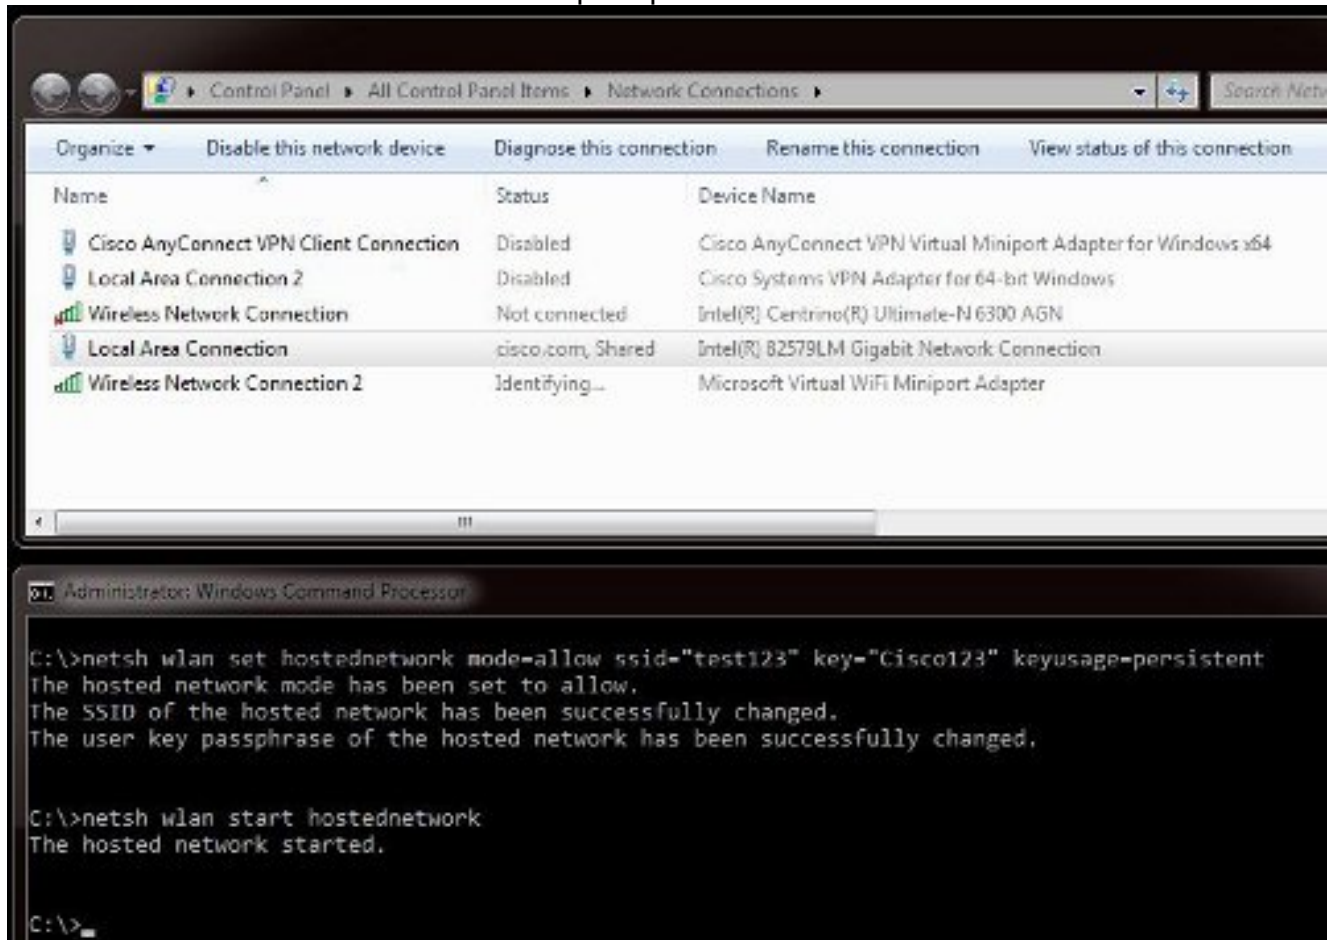 Control Panel ▸ All Control Panel Items ▸ Network Connections ▸
Organize Disable this network device Diagnose this connection Rename this connection View status of this connection
Name Status Device Name
Cisco AnyConnect VPN Client Connection Disabled Cisco AnyConnect VPN Virtual Miniport Adapter for Windows x64
Local Area Connection 2 Disabled Cisco Systems VPN Adapter for 64-bit Windows
Wireless Network Connection Not connected Intel(R) Centrino(R) Ultimate-N 6300 AGN
Local Area Connection cisco.com, Shared Intel(R) 82579LM Gigabit Network Connection
Wireless Network Connection 2 Identifying... Microsoft Virtual WiFi Miniport Adapter
Administrator: Windows Command Processor
C:\>netsh wlan set hostednetwork mode=allow ssid="test123" key="Cisco123" keyusage=persistent
The hosted network mode has been set to allow.
The SSID of the hosted network has been successfully changed.
The user key passphrase of the hosted network has been successfully changed.
C:\>netsh wlan start hostednetwork
The hosted network started.
C:\>